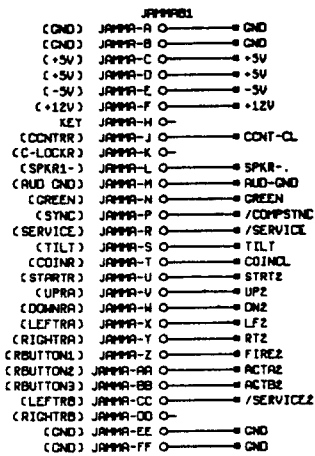 JAMMAB1
(GND) JAMMA-A GND
(GND) JAMMA-B GND
(+5V) JAMMA-C +5V
(+5V) JAMMA-D +5V
(-5V) JAMMA-E -5V
(+12V) JAMMA-F +12V
KEY JAMMA-H
(CCNTRR) JAMMA-J CCNT-CL
(C-LOCKR) JAMMA-K
(SPKR1-) JAMMA-L SPKR-.
(AUD GND) JAMMA-M AUD-GND
(GREEN) JAMMA-N GREEN
(SYNC) JAMMA-P /COMPSYNC
(SERVICE) JAMMA-R /SERVICE
(TILT) JAMMA-S TILT
(COINR) JAMMA-T COINCL
(STARTR) JAMMA-U STRT2
(UPRA) JAMMA-V UP2
(DOWNRA) JAMMA-W DN2
(LEFTRA) JAMMA-X LF2
(RIGHTRA) JAMMA-Y RT2
(RBUTTON1) JAMMA-Z FIRE2
(RBUTTON2) JAMMA-AA ACTA2
(RBUTTON3) JAMMA-BB ACTB2
(LEFTRB) JAMMA-CC /SERVICE2
(RIGHTRB) JAMMA-DD
(GND) JAMMA-EE GND
(GND) JAMMA-FF GND